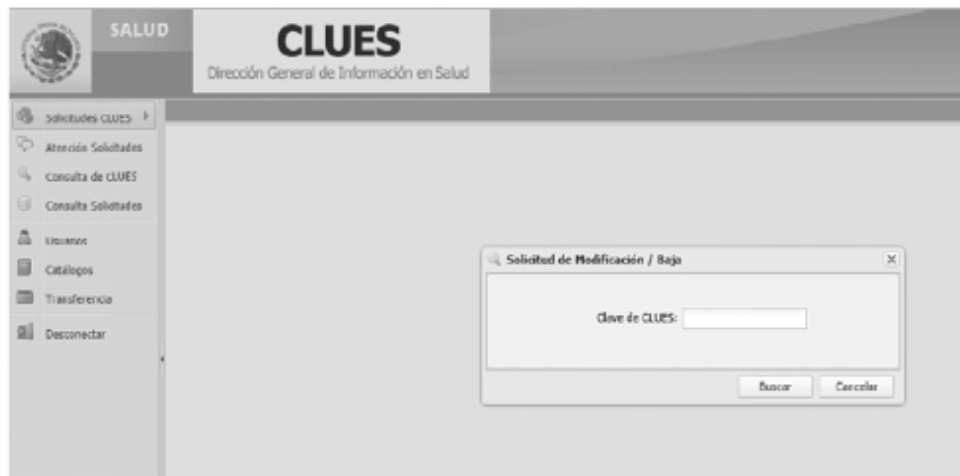 SALUD
CLUES
Dirección General de Información en Salud
Solicitudes CLUES
Atención Solicitudes
Consulta de CLUES
Consulta Solicitudes
Usuarios
Catálogos
Transferencia
Desconectar
Solicitud de Modificación / Baja
Clave de CLUES:
Buscar Cancelar